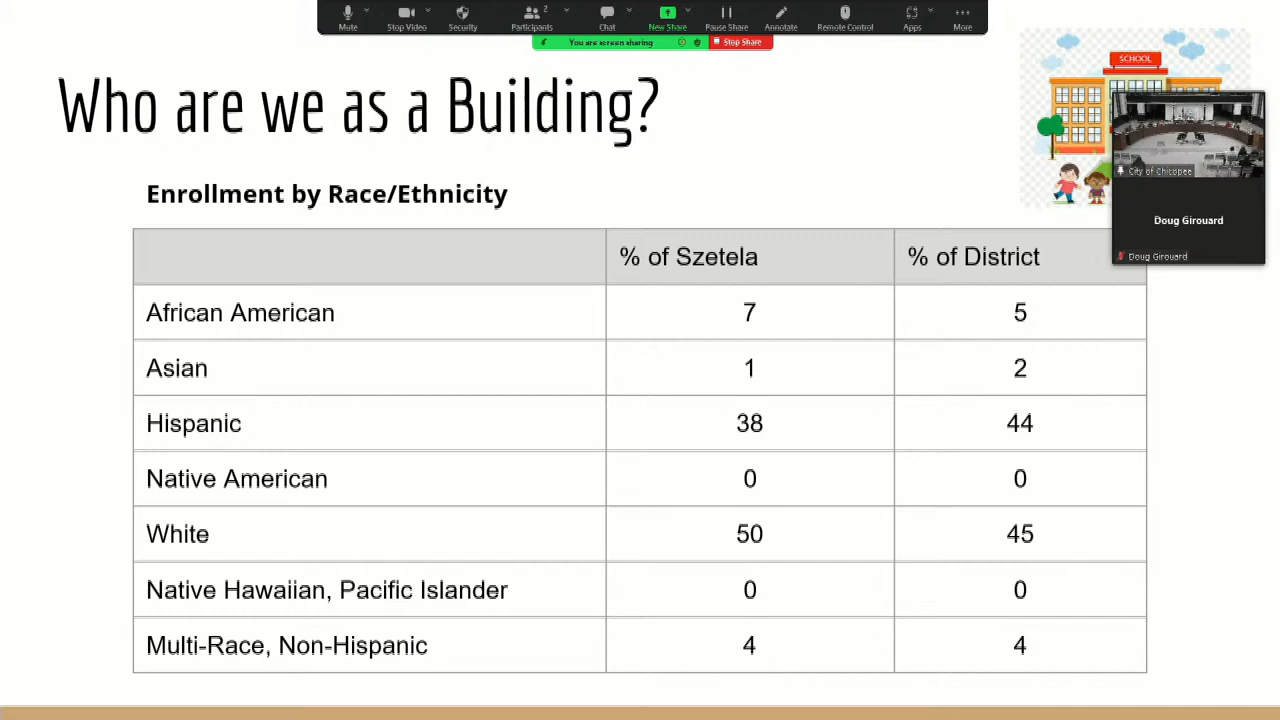 Mute Stop Video Security Participants 2 Chat New Share Pause Share Annotate Remote Control Apps More
You are screen sharing Stop Share
Who are we as a Building?
SCHOOL
City of Chicopee
Doug Girouard
Doug Girouard
Enrollment by Race/Ethnicity
% of Szetela % of District
African American 7 5
Asian 1 2
Hispanic 38 44
Native American 0 0
White 50 45
Native Hawaiian, Pacific Islander 0 0
Multi-Race, Non-Hispanic 4 4